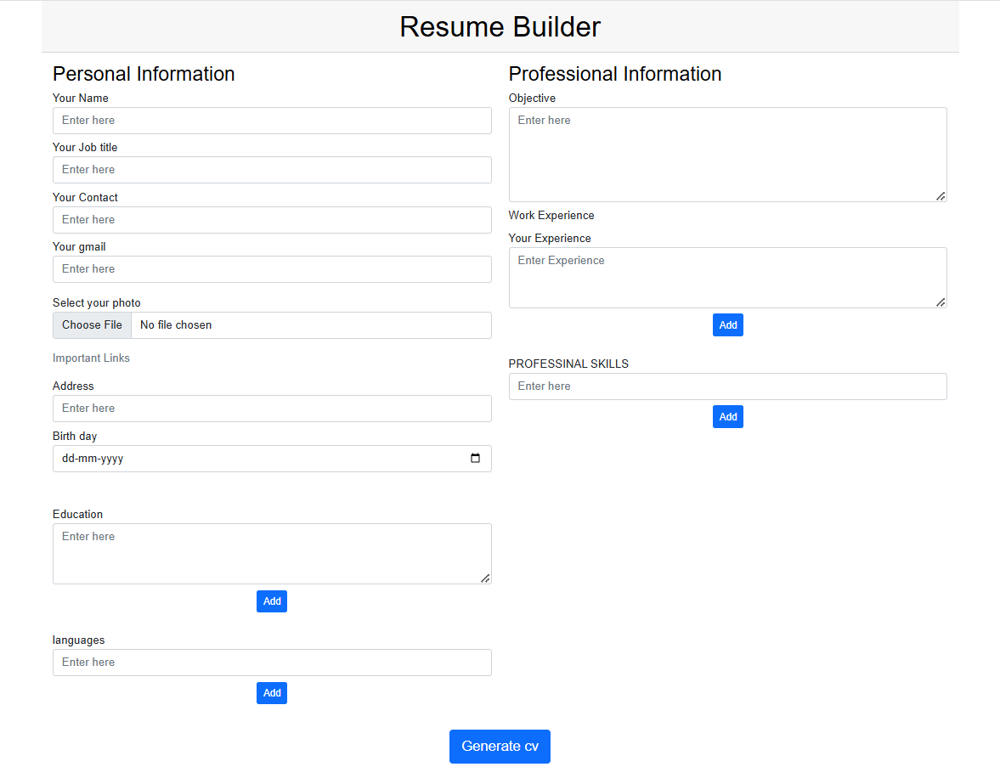 Resume Builder
Personal Information
Your Name
Enter here
Your Job title
Enter here
Your Contact
Enter here
Your gmail
Enter here
Select your photo
Choose File No file chosen
Important Links
Address
Enter here
Birth day
dd-mm-yyyy
Education
Enter here
Add
languages
Enter here
Add
Professional Information
Objective
Enter here
Work Experience
Your Experience
Enter Experience
Add
PROFESSINAL SKILLS
Enter here
Add
Generate cv